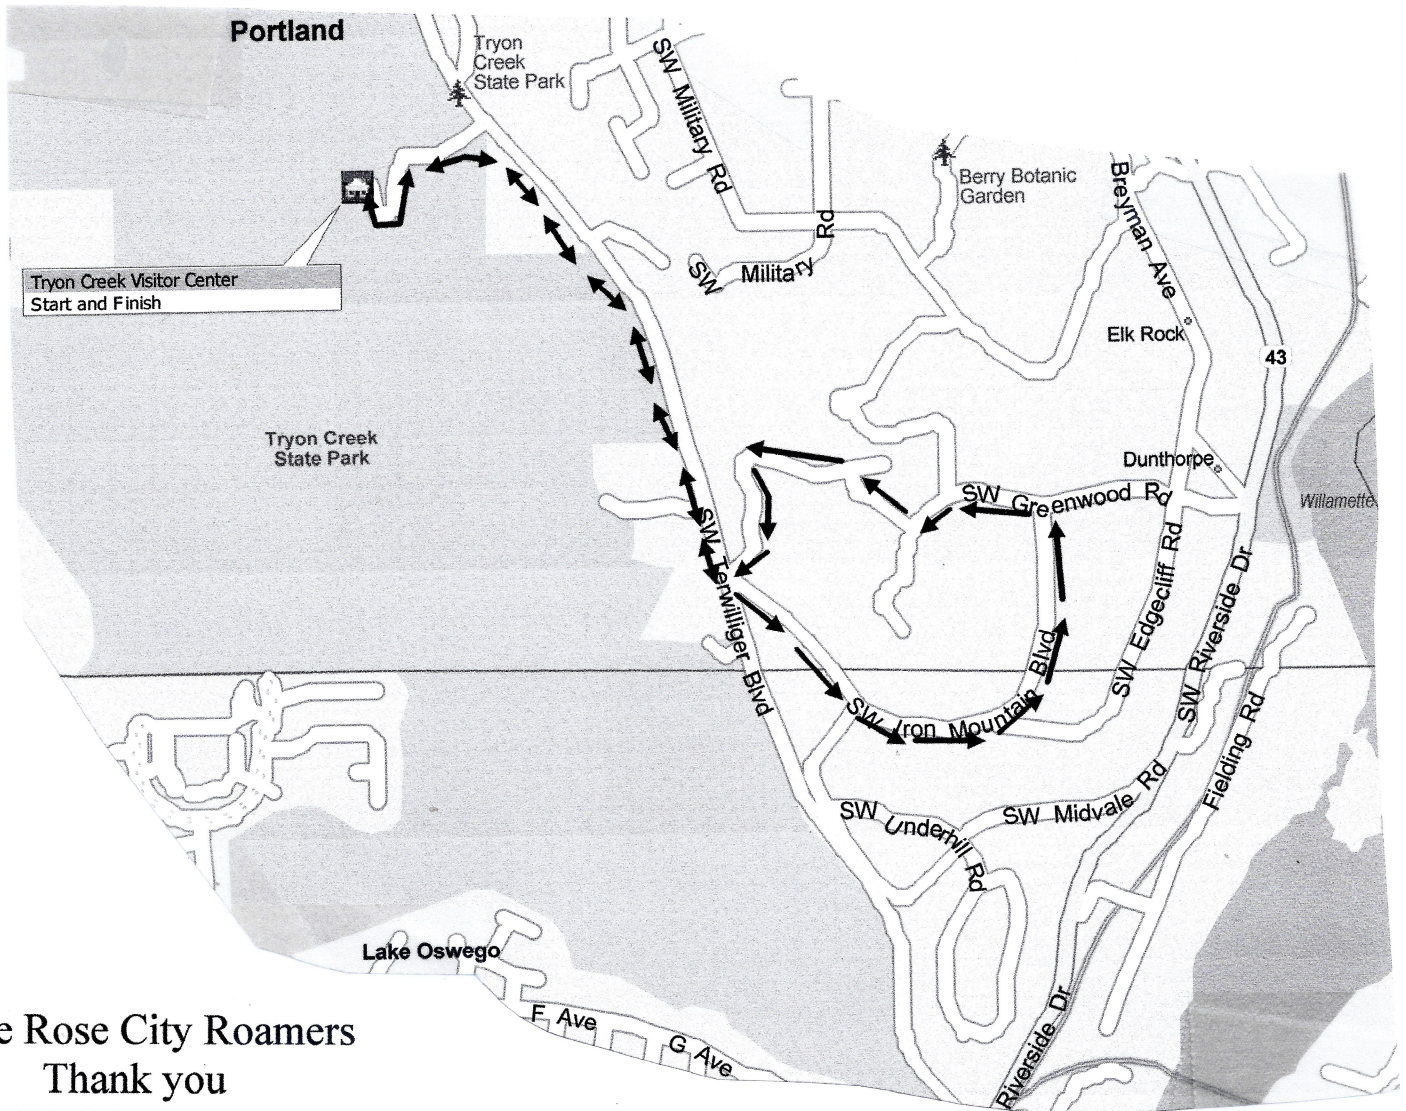 Portland
Tryon
Creek
State Park
SW Military Rd
Berry Botanic
Garden
Breyman Ave
Rd
SW Military
Tryon Creek Visitor Center
Start and Finish
Elk Rock
43
Tryon Creek
State Park
Dunthorpe
SW Greenwood Rd
Willamette
SW Terwilliger Blvd
SW Iron Mountain Blvd
SW Edgecliff Rd
SW Riverside Dr
Fielding Rd
SW Underhill Rd
SW Midvale Rd
Lake Oswego
F Ave
G Ave
Riverside Dr
e Rose City Roamers
Thank you